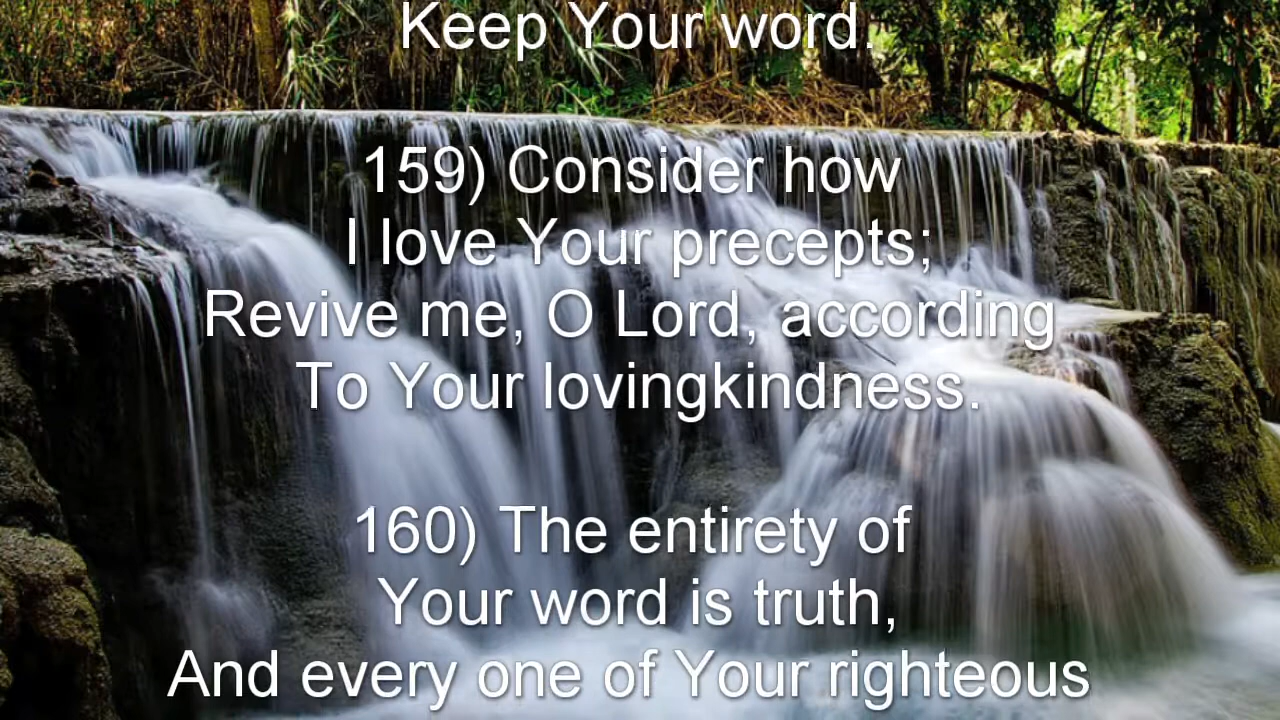 Keep Your word.
159) Consider how
I love Your precepts;
Revive me, O Lord, according
To Your lovingkindness.
160) The entirety of
Your word is truth,
And every one of Your righteous